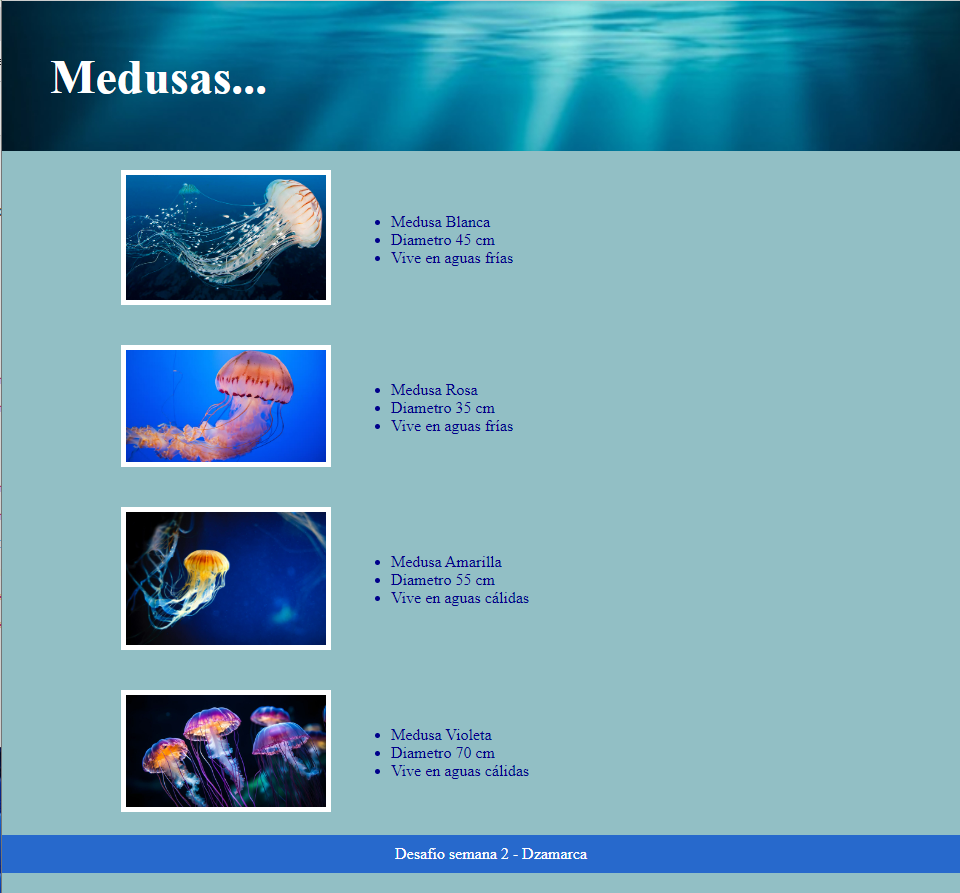 Medusas...
Medusa Blanca
Diametro 45 cm
Vive en aguas frías
Medusa Rosa
Diametro 35 cm
Vive en aguas frías
Medusa Amarilla
Diametro 55 cm
Vive en aguas cálidas
Medusa Violeta
Diametro 70 cm
Vive en aguas cálidas
Desafio semana 2 - Dzamarca